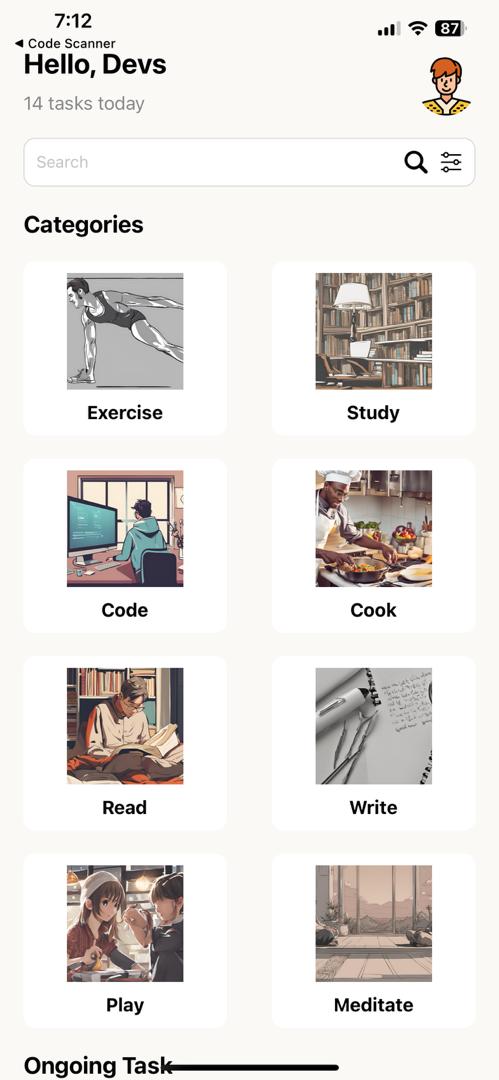 7:12
87
◀ Code Scanner
Hello, Devs
14 tasks today
Search
Categories
Exercise
Study
Code
Cook
Read
Write
Play
Meditate
Ongoing Task